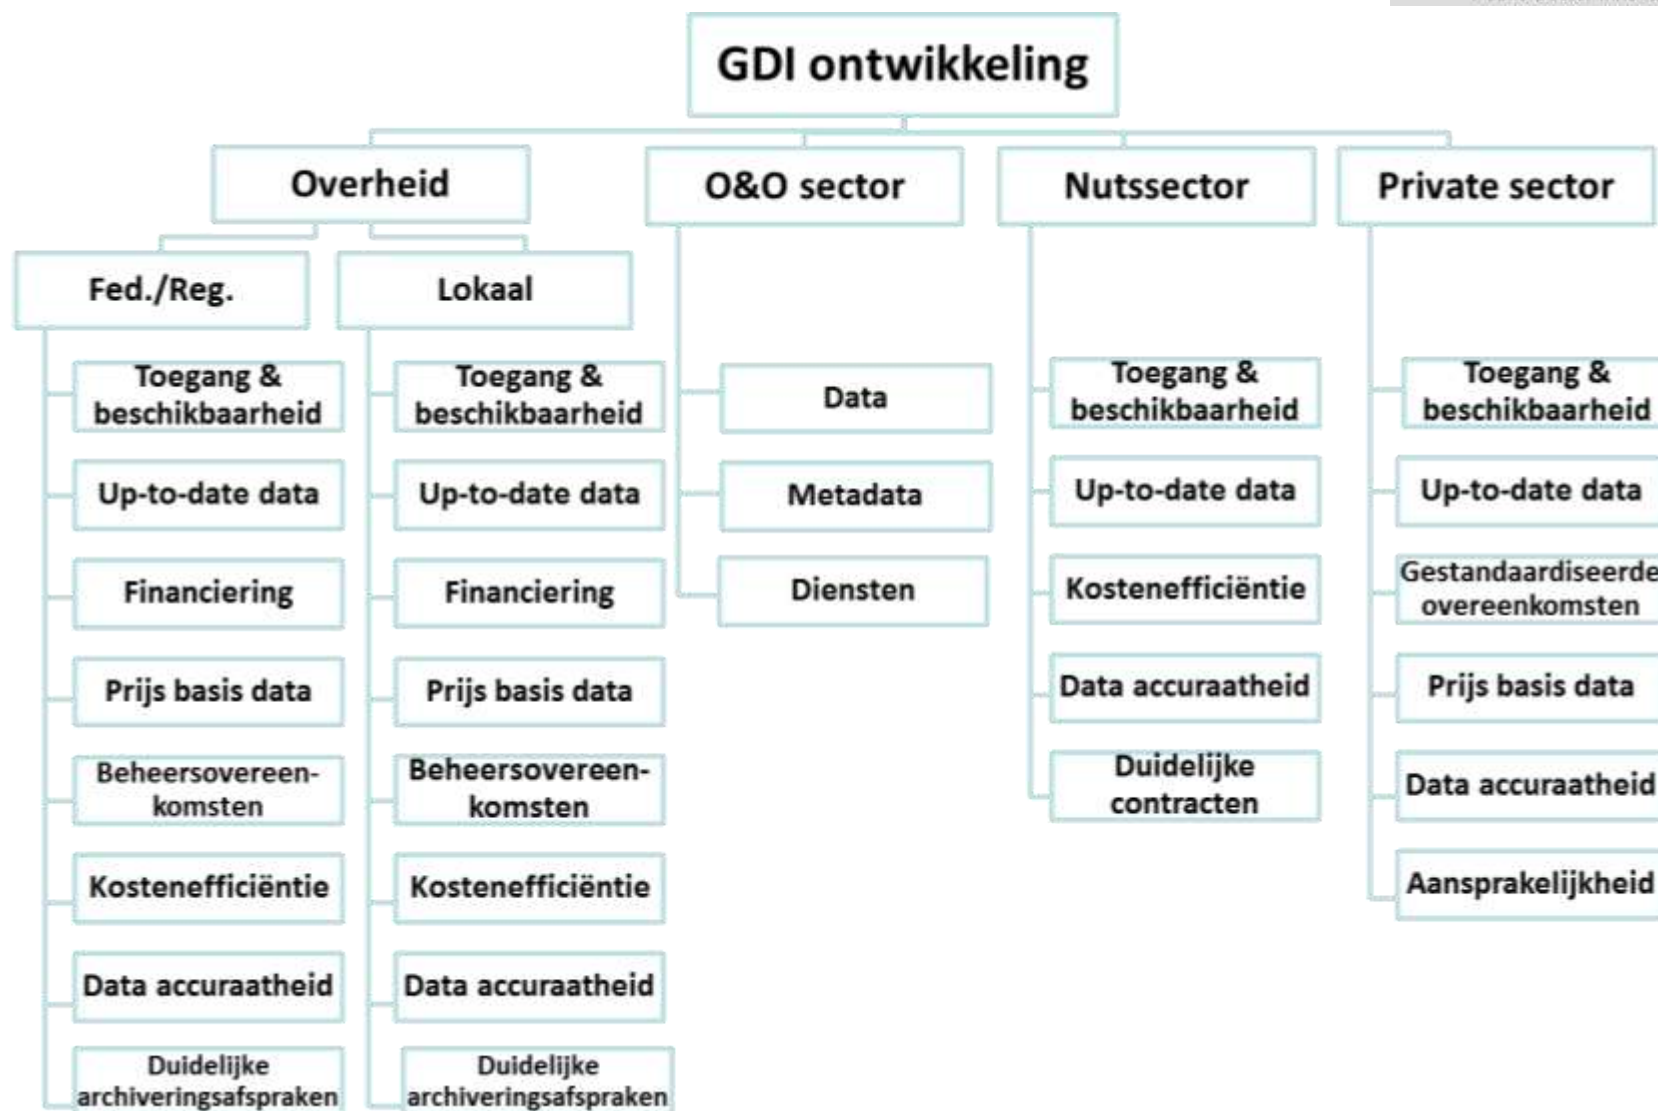 GDI ontwikkeling
Overheid
O&O sector
Nutssector
Private sector
Fed./Reg.
Lokaal
Toegang &
beschikbaarheid
Up-to-date data
Financiering
Prijs basis data
Beheersovereen-
komsten
Kostenefficiëntie
Data accuraatheid
Duidelijke
archiveringsafspraken
Toegang &
beschikbaarheid
Up-to-date data
Financiering
Prijs basis data
Beheersovereen-
komsten
Kostenefficiëntie
Data accuraatheid
Duidelijke
archiveringsafspraken
Data
Metadata
Diensten
Toegang &
beschikbaarheid
Up-to-date data
Kostenefficiëntie
Data accuraatheid
Duidelijke
contracten
Toegang &
beschikbaarheid
Up-to-date data
Gestandaardiseerde
overeenkomsten
Prijs basis data
Data accuraatheid
Aansprakelijkheid